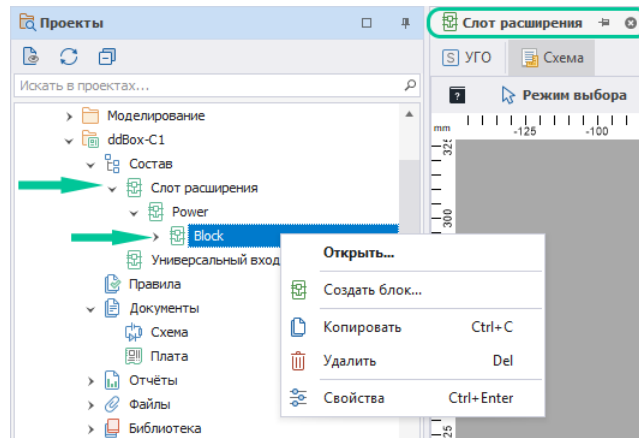 Проекты
Искать в проектах...
Моделирование
ddBox-C1
Состав
Слот расширения
Power
Block
Универсальный вход
Правила
Документы
Схема
Плата
Отчёты
Файлы
Библиотека
Открыть...
Создать блок...
Копировать Ctrl+C
Удалить Del
Свойства Ctrl+Enter
Слот расширения
S УГО Схема
? Режим выбора
mm -125 -100
325
300
25